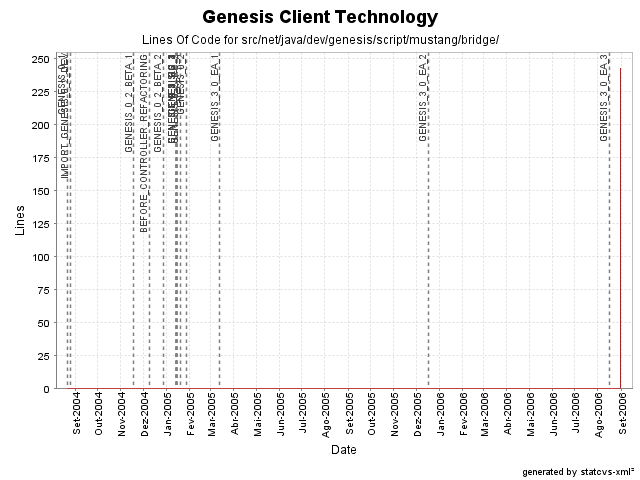 Genesis Client Technology
Lines Of Code for src/net/java/dev/genesis/script/mustang/bridge/
Lines
250
225
200
175
150
125
100
75
50
25
0
GENESIS_0_2_BETA_1
BEFORE_CONTROLLER_REFACTORING
GENESIS_0_2_BETA_2
GENESIS_3_0_EA_1
GENESIS_3_0_EA_2
GENESIS_3_0_EA_3
Set-2004
Out-2004
Nov-2004
Dez-2004
Jan-2005
Fev-2005
Mar-2005
Abr-2005
Mai-2005
Jun-2005
Jul-2005
Ago-2005
Set-2005
Out-2005
Nov-2005
Dez-2005
Jan-2006
Fev-2006
Mar-2006
Abr-2006
Mai-2006
Jun-2006
Jul-2006
Ago-2006
Set-2006
Date
generated by statcvs-xml²